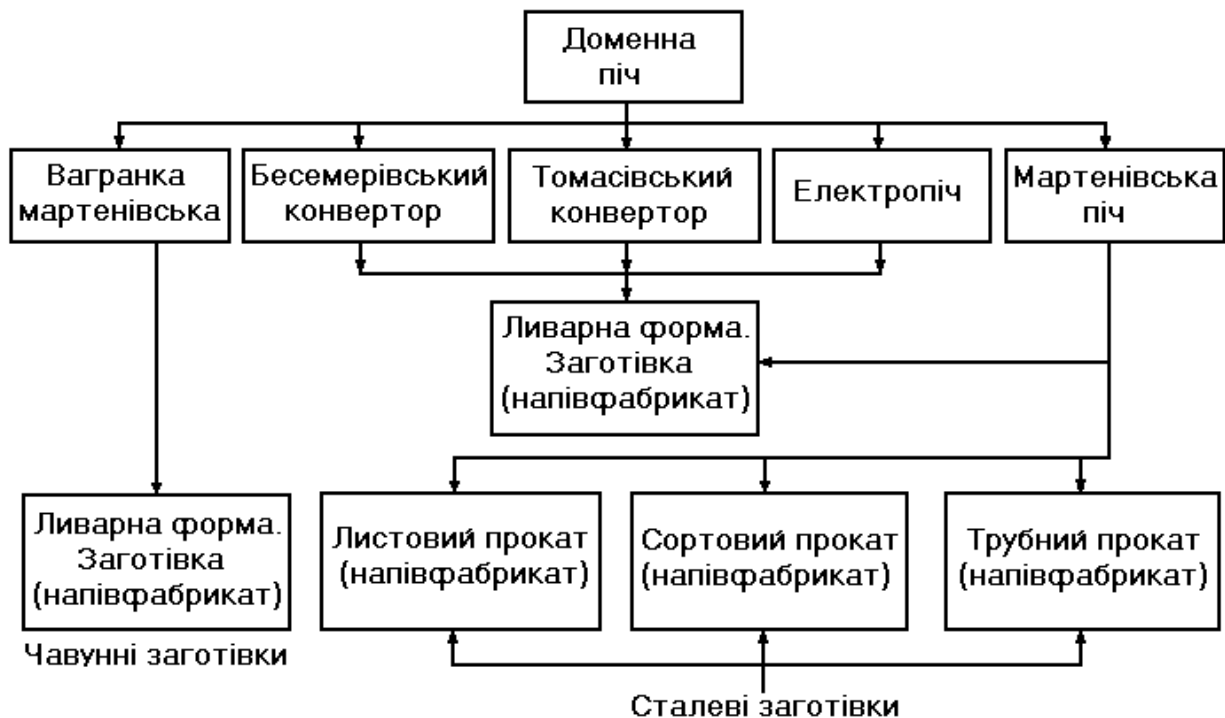 Доменна
піч
Вагранка
мартенівська
Бесемерівський
конвертор
Томасівський
конвертор
Електропіч
Мартенівська
піч
Ливарна форма.
Заготівка
(напівфабрикат)
Ливарна форма.
Заготівка
(напівфабрикат)
Листовий прокат
(напівфабрикат)
Сортовий прокат
(напівфабрикат)
Трубний прокат
(напівфабрикат)
Чавунні заготівки
Сталеві заготівки